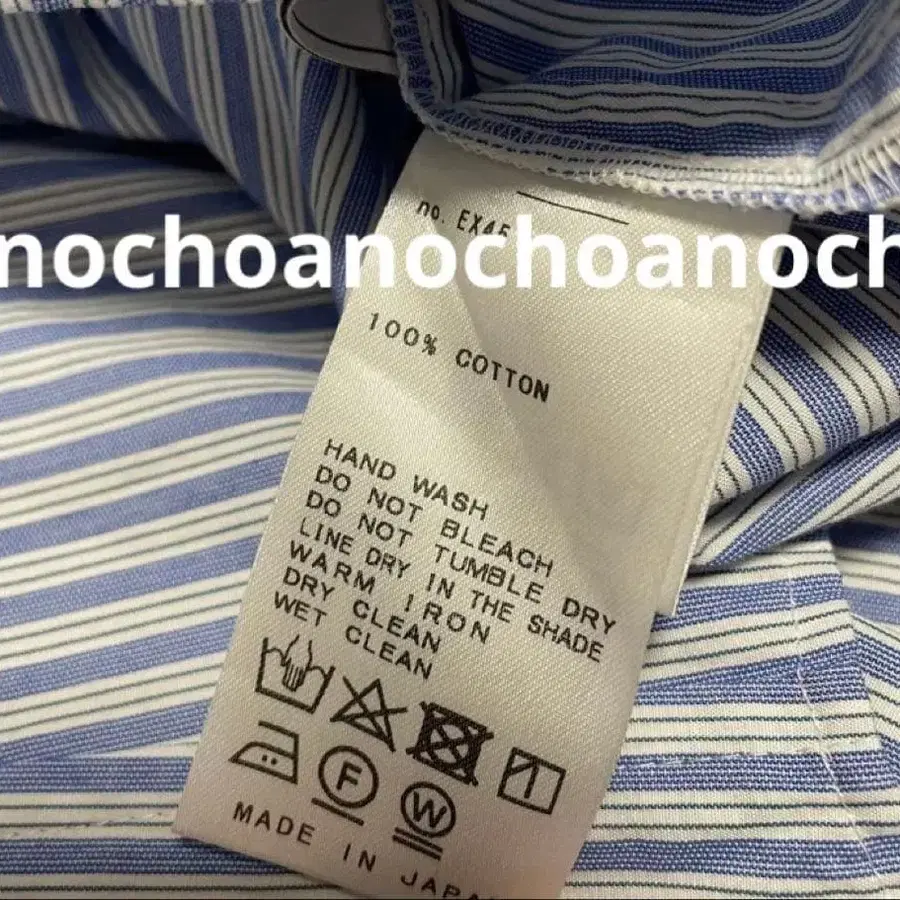 no. EX45
nochoanochoanoch
100% COTTON
HAND WASH
DO NOT BLEACH
DO NOT TUMBLE DRY
LINE DRY IN THE SHADE
WARM IRON
DRY CLEAN
WET CLEAN
F
W
MADE IN JAPA